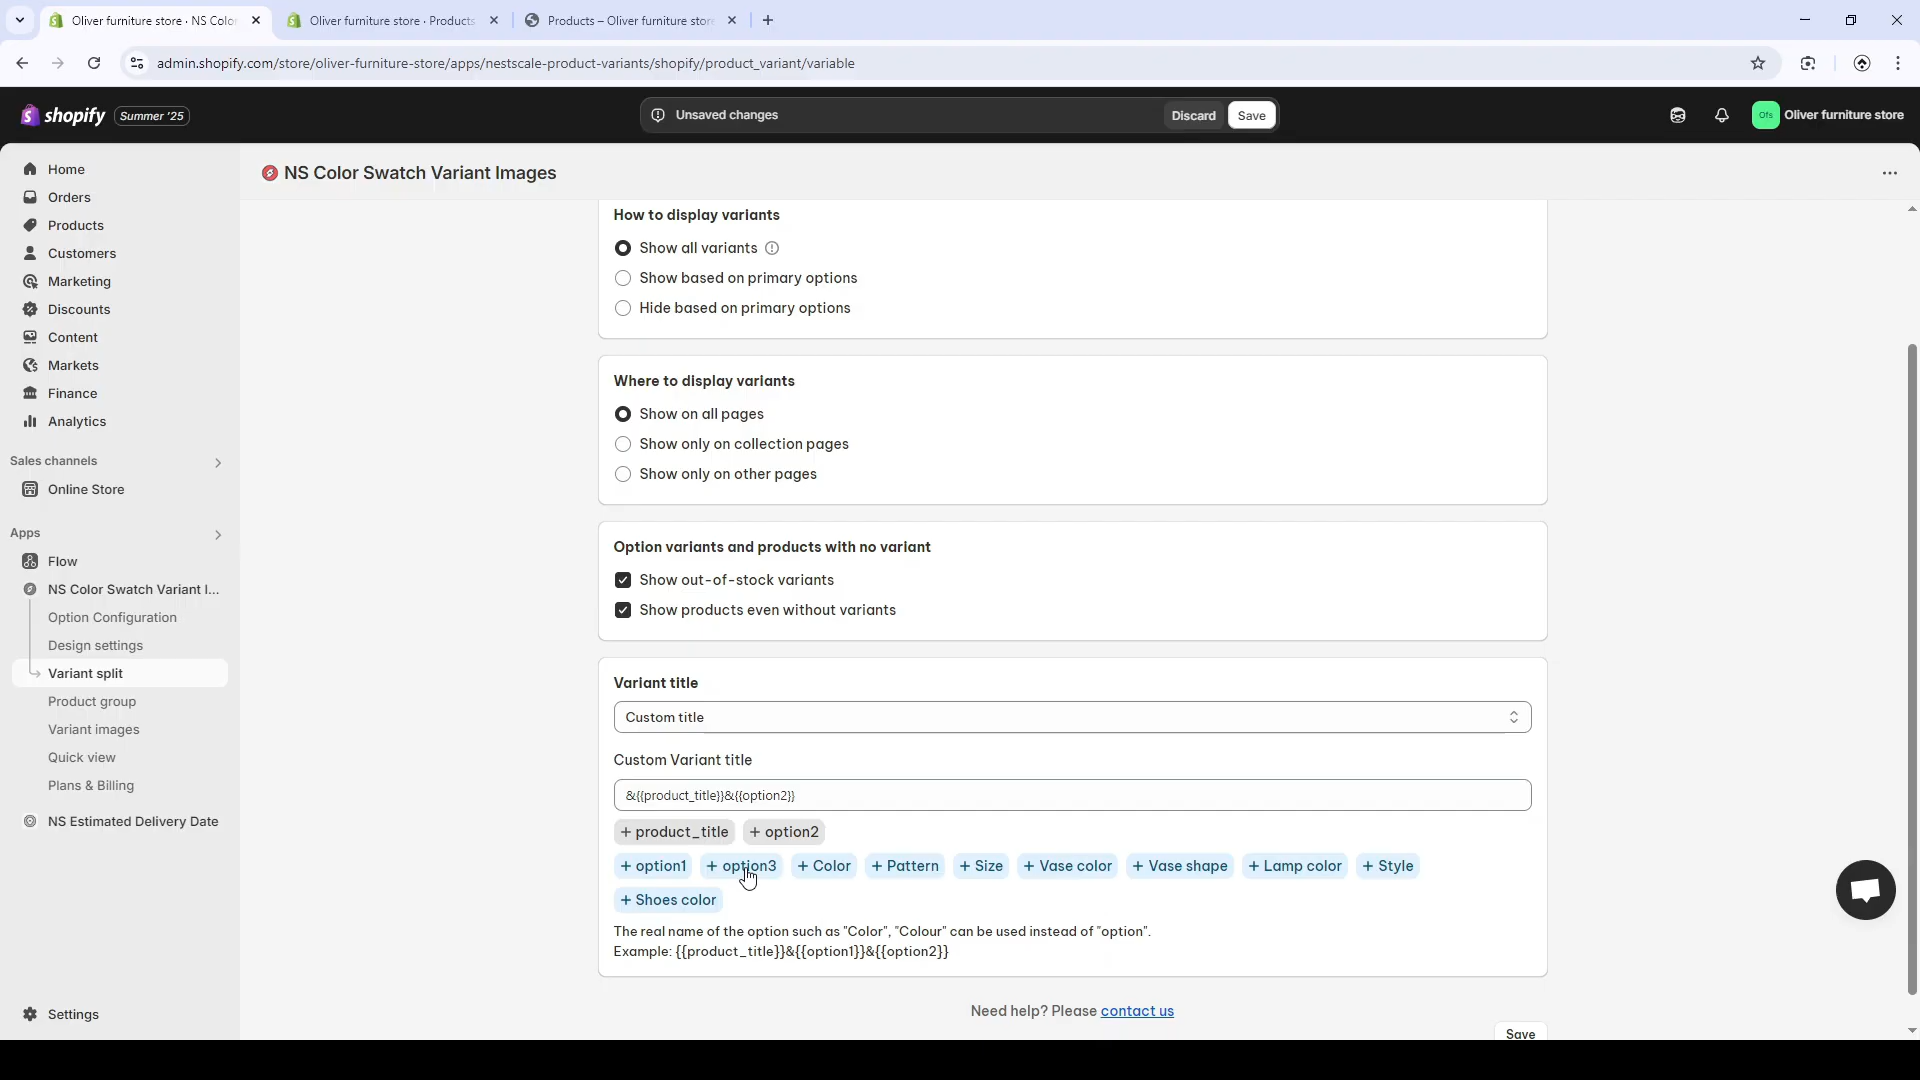 Oliver furniture store · NS Color
Oliver furniture store · Products
Products – Oliver furniture store
admin.shopify.com/store/oliver-furniture-store/apps/nestscale-product-variants/shopify/product_variant/variable
shopify
Summer '25
Unsaved changes
Discard
Save
Ofs
Oliver furniture store
Home
Orders
Products
Customers
Marketing
Discounts
Content
Markets
Finance
Analytics
Sales channels
Online Store
Apps
Flow
NS Color Swatch Variant I...
Option Configuration
Design settings
Variant split
Product group
Variant images
Quick view
Plans & Billing
NS Estimated Delivery Date
Settings
NS Color Swatch Variant Images
How to display variants
Show all variants
Show based on primary options
Hide based on primary options
Where to display variants
Show on all pages
Show only on collection pages
Show only on other pages
Option variants and products with no variant
Show out-of-stock variants
Show products even without variants
Variant title
Custom title
Custom Variant title
&{{product_title}}&{{option2}}
+ product_title + option2
+ option1 + option3 + Color + Pattern + Size + Vase color + Vase shape + Lamp color + Style
+ Shoes color
The real name of the option such as "Color", "Colour" can be used instead of "option".
Example: {{product_title}}&{{option1}}&{{option2}}
Need help? Please contact us
Save